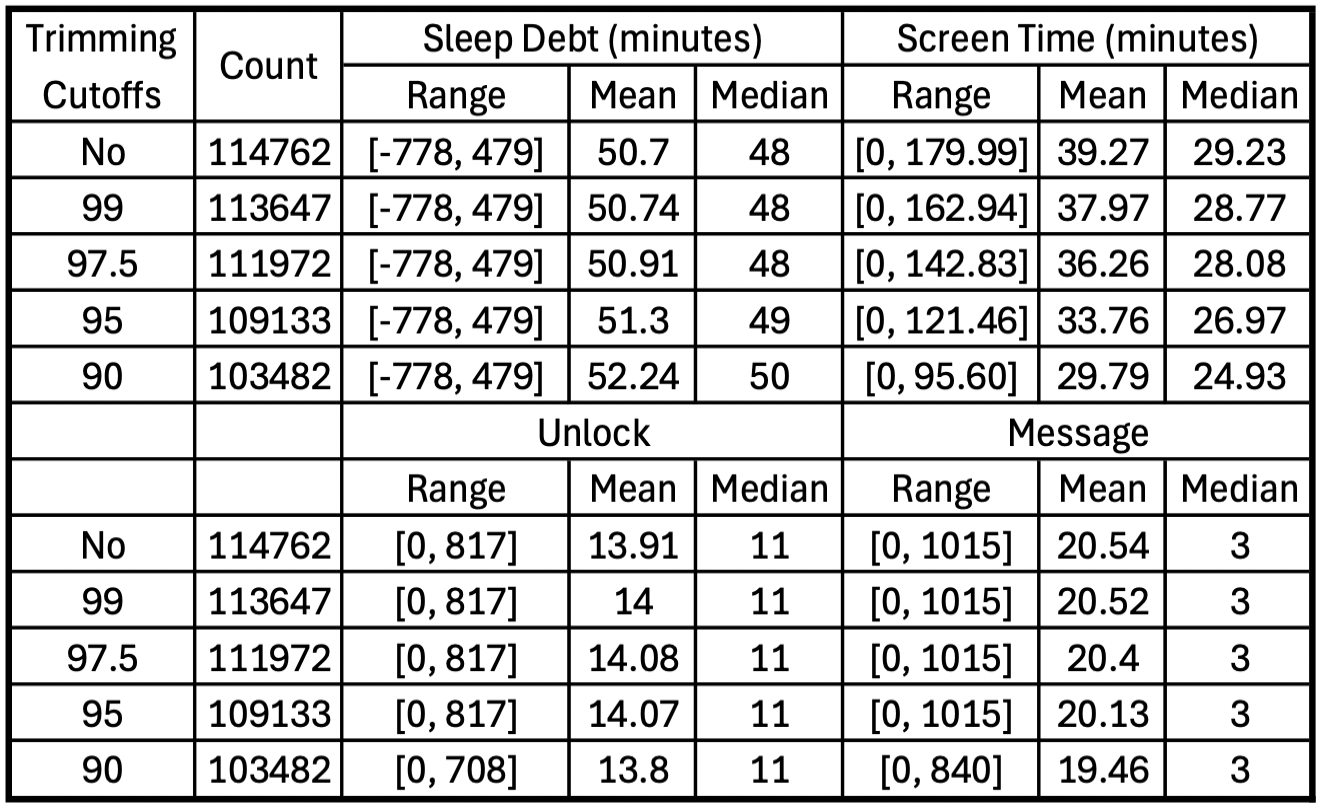 Trimming Cutoffs Count Sleep Debt (minutes) Screen Time (minutes)
Range Mean Median Range Mean Median
No 114762 [-778, 479] 50.7 48 [0, 179.99] 39.27 29.23
99 113647 [-778, 479] 50.74 48 [0, 162.94] 37.97 28.77
97.5 111972 [-778, 479] 50.91 48 [0, 142.83] 36.26 28.08
95 109133 [-778, 479] 51.3 49 [0, 121.46] 33.76 26.97
90 103482 [-778, 479] 52.24 50 [0, 95.60] 29.79 24.93
Unlock Message
Range Mean Median Range Mean Median
No 114762 [0, 817] 13.91 11 [0, 1015] 20.54 3
99 113647 [0, 817] 14 11 [0, 1015] 20.52 3
97.5 111972 [0, 817] 14.08 11 [0, 1015] 20.4 3
95 109133 [0, 817] 14.07 11 [0, 1015] 20.13 3
90 103482 [0, 708] 13.8 11 [0, 840] 19.46 3